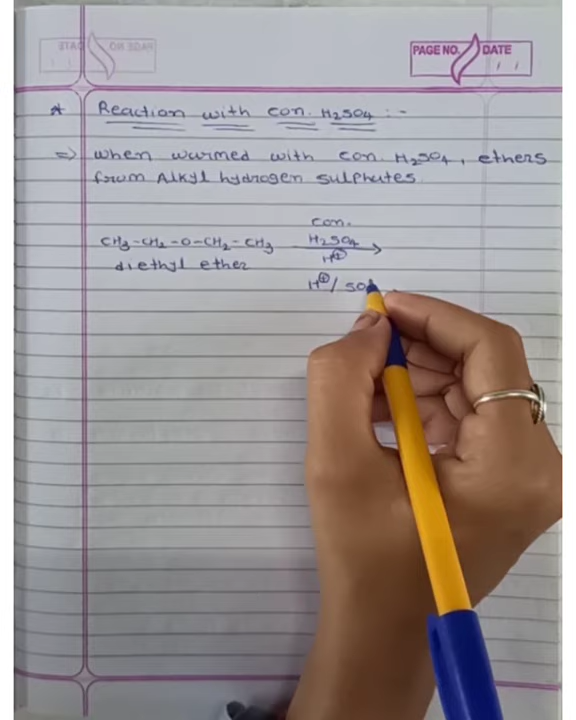 PAGE NO. DATE
* Reaction with con. H2SO4 :-
⇒ when warmed with con. H2SO4, ethers
from Alkyl hydrogen sulphates.
con.
CH3-CH2-O-CH2-CH3 H2SO4
H⊕
diethyl ether
H⊕/ SO